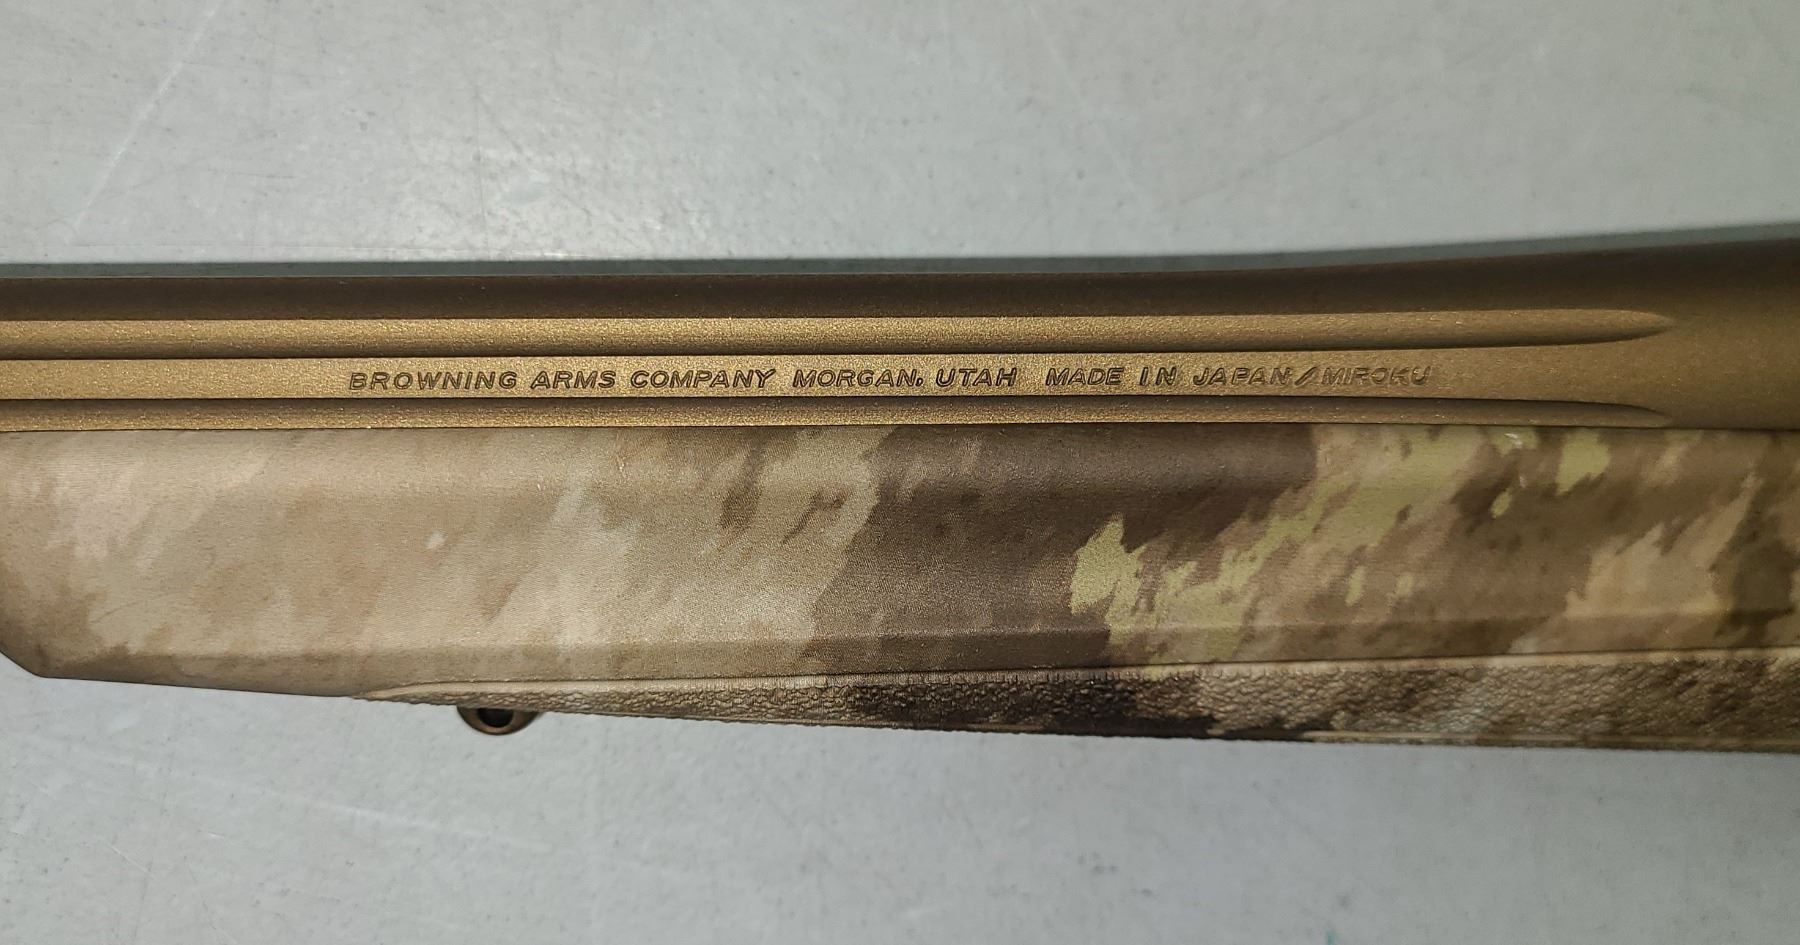 BROWNING ARMS COMPANY MORGAN, UTAH MADE IN JAPAN/MIROKU